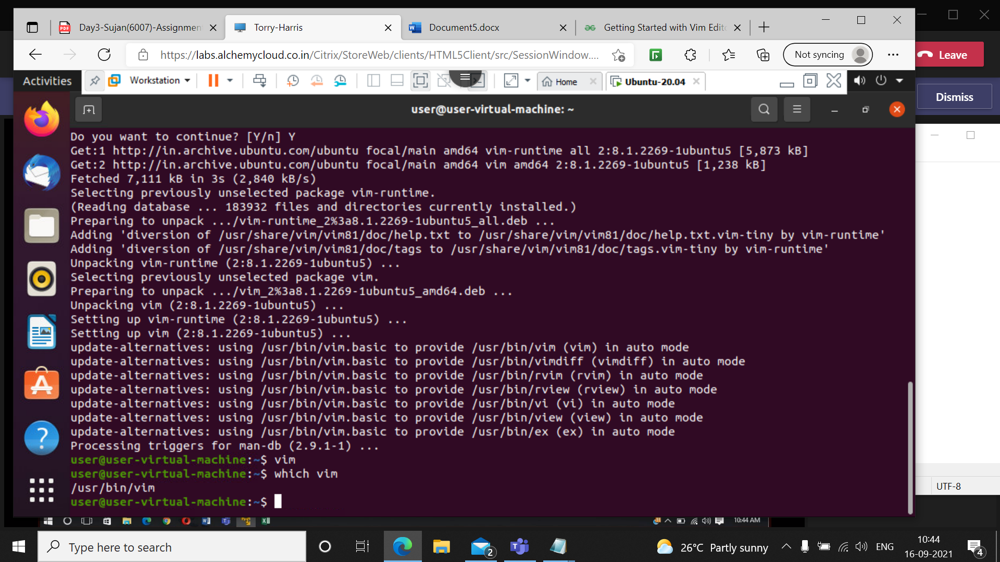 Day3-Sujan(6007)-Assignmen
Torry-Harris
Document5.docx
Getting Started with Vim Edito
https://labs.alchemycloud.co.in/Citrix/StoreWeb/clients/HTML5Client/src/SessionWindow....
Not syncing
Leave
Activities
Workstation
Home
Ubuntu-20.04
Dismiss
user@user-virtual-machine: ~
Do you want to continue? [Y/n] Y
Get:1 http://in.archive.ubuntu.com/ubuntu focal/main amd64 vim-runtime all 2:8.1.2269-1ubuntu5 [5,873 kB]
Get:2 http://in.archive.ubuntu.com/ubuntu focal/main amd64 vim amd64 2:8.1.2269-1ubuntu5 [1,238 kB]
Fetched 7,111 kB in 3s (2,840 kB/s)
Selecting previously unselected package vim-runtime.
(Reading database ... 183932 files and directories currently installed.)
Preparing to unpack .../vim-runtime_2%3a8.1.2269-1ubuntu5_all.deb ...
Adding 'diversion of /usr/share/vim/vim81/doc/help.txt to /usr/share/vim/vim81/doc/help.txt.vim-tiny by vim-runtime'
Adding 'diversion of /usr/share/vim/vim81/doc/tags to /usr/share/vim/vim81/doc/tags.vim-tiny by vim-runtime'
Unpacking vim-runtime (2:8.1.2269-1ubuntu5) ...
Selecting previously unselected package vim.
Preparing to unpack .../vim_2%3a8.1.2269-1ubuntu5_amd64.deb ...
Unpacking vim (2:8.1.2269-1ubuntu5) ...
Setting up vim-runtime (2:8.1.2269-1ubuntu5) ...
Setting up vim (2:8.1.2269-1ubuntu5) ...
update-alternatives: using /usr/bin/vim.basic to provide /usr/bin/vim (vim) in auto mode
update-alternatives: using /usr/bin/vim.basic to provide /usr/bin/vimdiff (vimdiff) in auto mode
update-alternatives: using /usr/bin/vim.basic to provide /usr/bin/rvim (rvim) in auto mode
update-alternatives: using /usr/bin/vim.basic to provide /usr/bin/rview (rview) in auto mode
update-alternatives: using /usr/bin/vim.basic to provide /usr/bin/vi (vi) in auto mode
update-alternatives: using /usr/bin/vim.basic to provide /usr/bin/view (view) in auto mode
update-alternatives: using /usr/bin/vim.basic to provide /usr/bin/ex (ex) in auto mode
Processing triggers for man-db (2.9.1-1) ...
user@user-virtual-machine:~$ vim
user@user-virtual-machine:~$ which vim
/usr/bin/vim
user@user-virtual-machine:~$
UTF-8
10:44 AM
Type here to search
2
26°C Partly sunny
ENG
10:44
16-09-2021
4